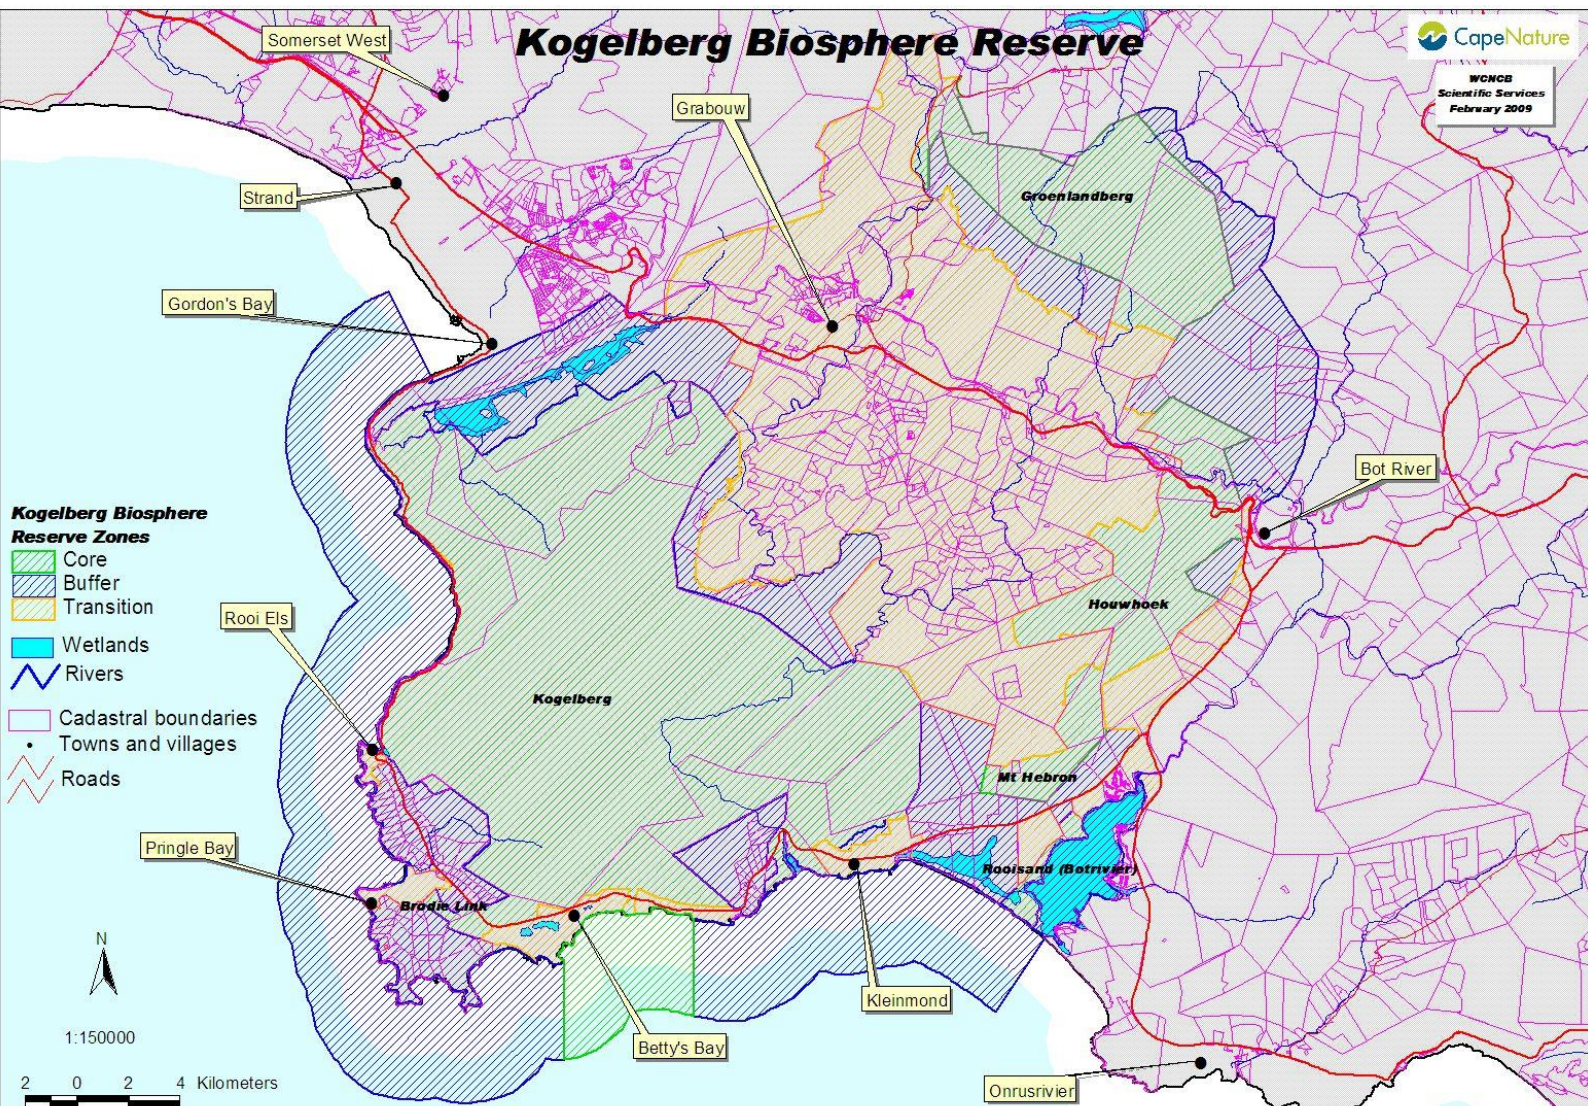 Kogelberg Biosphere Reserve
CapeNature
WCNCB
Scientific Services
February 2009
Somerset West
Grabouw
Strand
Groenlandberg
Gordon's Bay
Bot River
Kogelberg Biosphere
Reserve Zones
Core
Buffer
Transition
Wetlands
Rivers
Cadastral boundaries
Towns and villages
Roads
Rooi Els
Houwhoek
Kogelberg
Mt Hebron
Pringle Bay
Rooisand (Botrivier)
Brodie Link
N
Kleinmond
1:150000
Betty's Bay
2 0 2 4 Kilometers
Onrusrivier